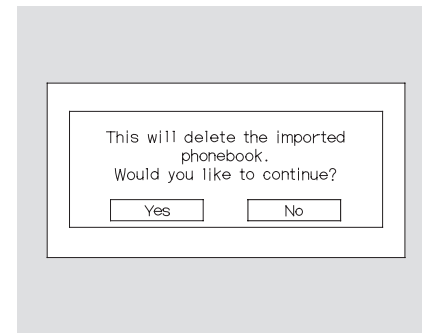 This will delete the imported
phonebook.
Would you like to continue?
Yes No